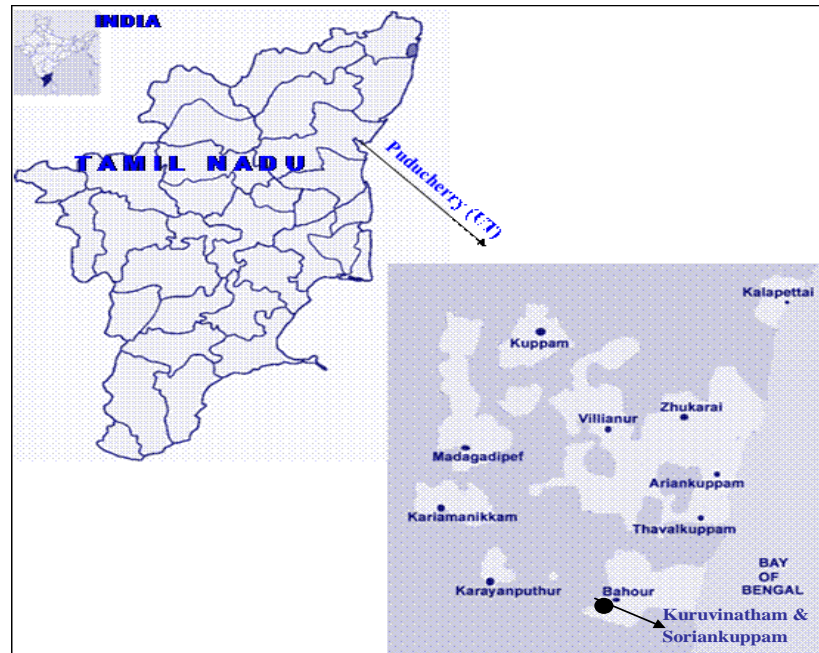 INDIA
TAMIL NADU
Puducherry (UT)
Kalapettai
Kuppam
Zhukarai
Villianur
Madagadipef
Ariankuppam
Kariamanikkam
Thavalkuppam
BAY
OF
BENGAL
Karayanputhur
Bahour
Kuruvinatham &
Soriankuppam